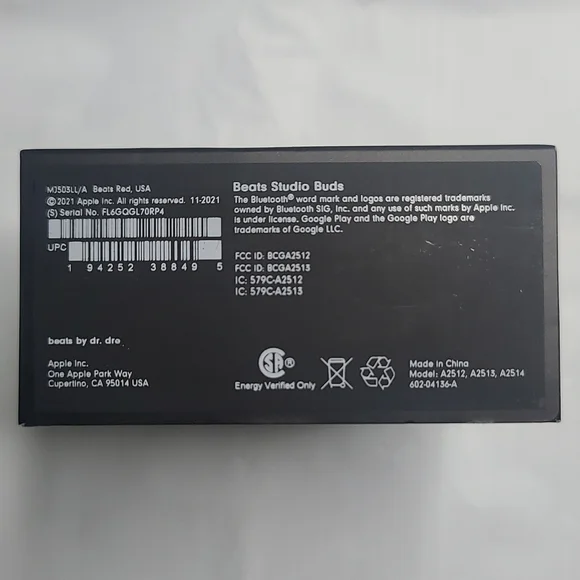 MJ503LL/A Beats Red, USA
©2021 Apple Inc. All rights reserved. 11-2021
(S) Serial No. FL6GQGL70RP4
UPC
1 94252 38849 5
beats by dr. dre
Apple Inc.
One Apple Park Way
Cupertino, CA 95014 USA
Beats Studio Buds
The Bluetooth® word mark and logos are registered trademarks
owned by Bluetooth SIG, Inc. and any use of such marks by Apple Inc.
is under license. Google Play and the Google Play logo are
trademarks of Google LLC.
FCC ID: BCGA2512
FCC ID: BCGA2513
IC: 579C-A2512
IC: 579C-A2513
SA®
Energy Verified Only
Made in China
Model: A2512, A2513, A2514
602-04136-A